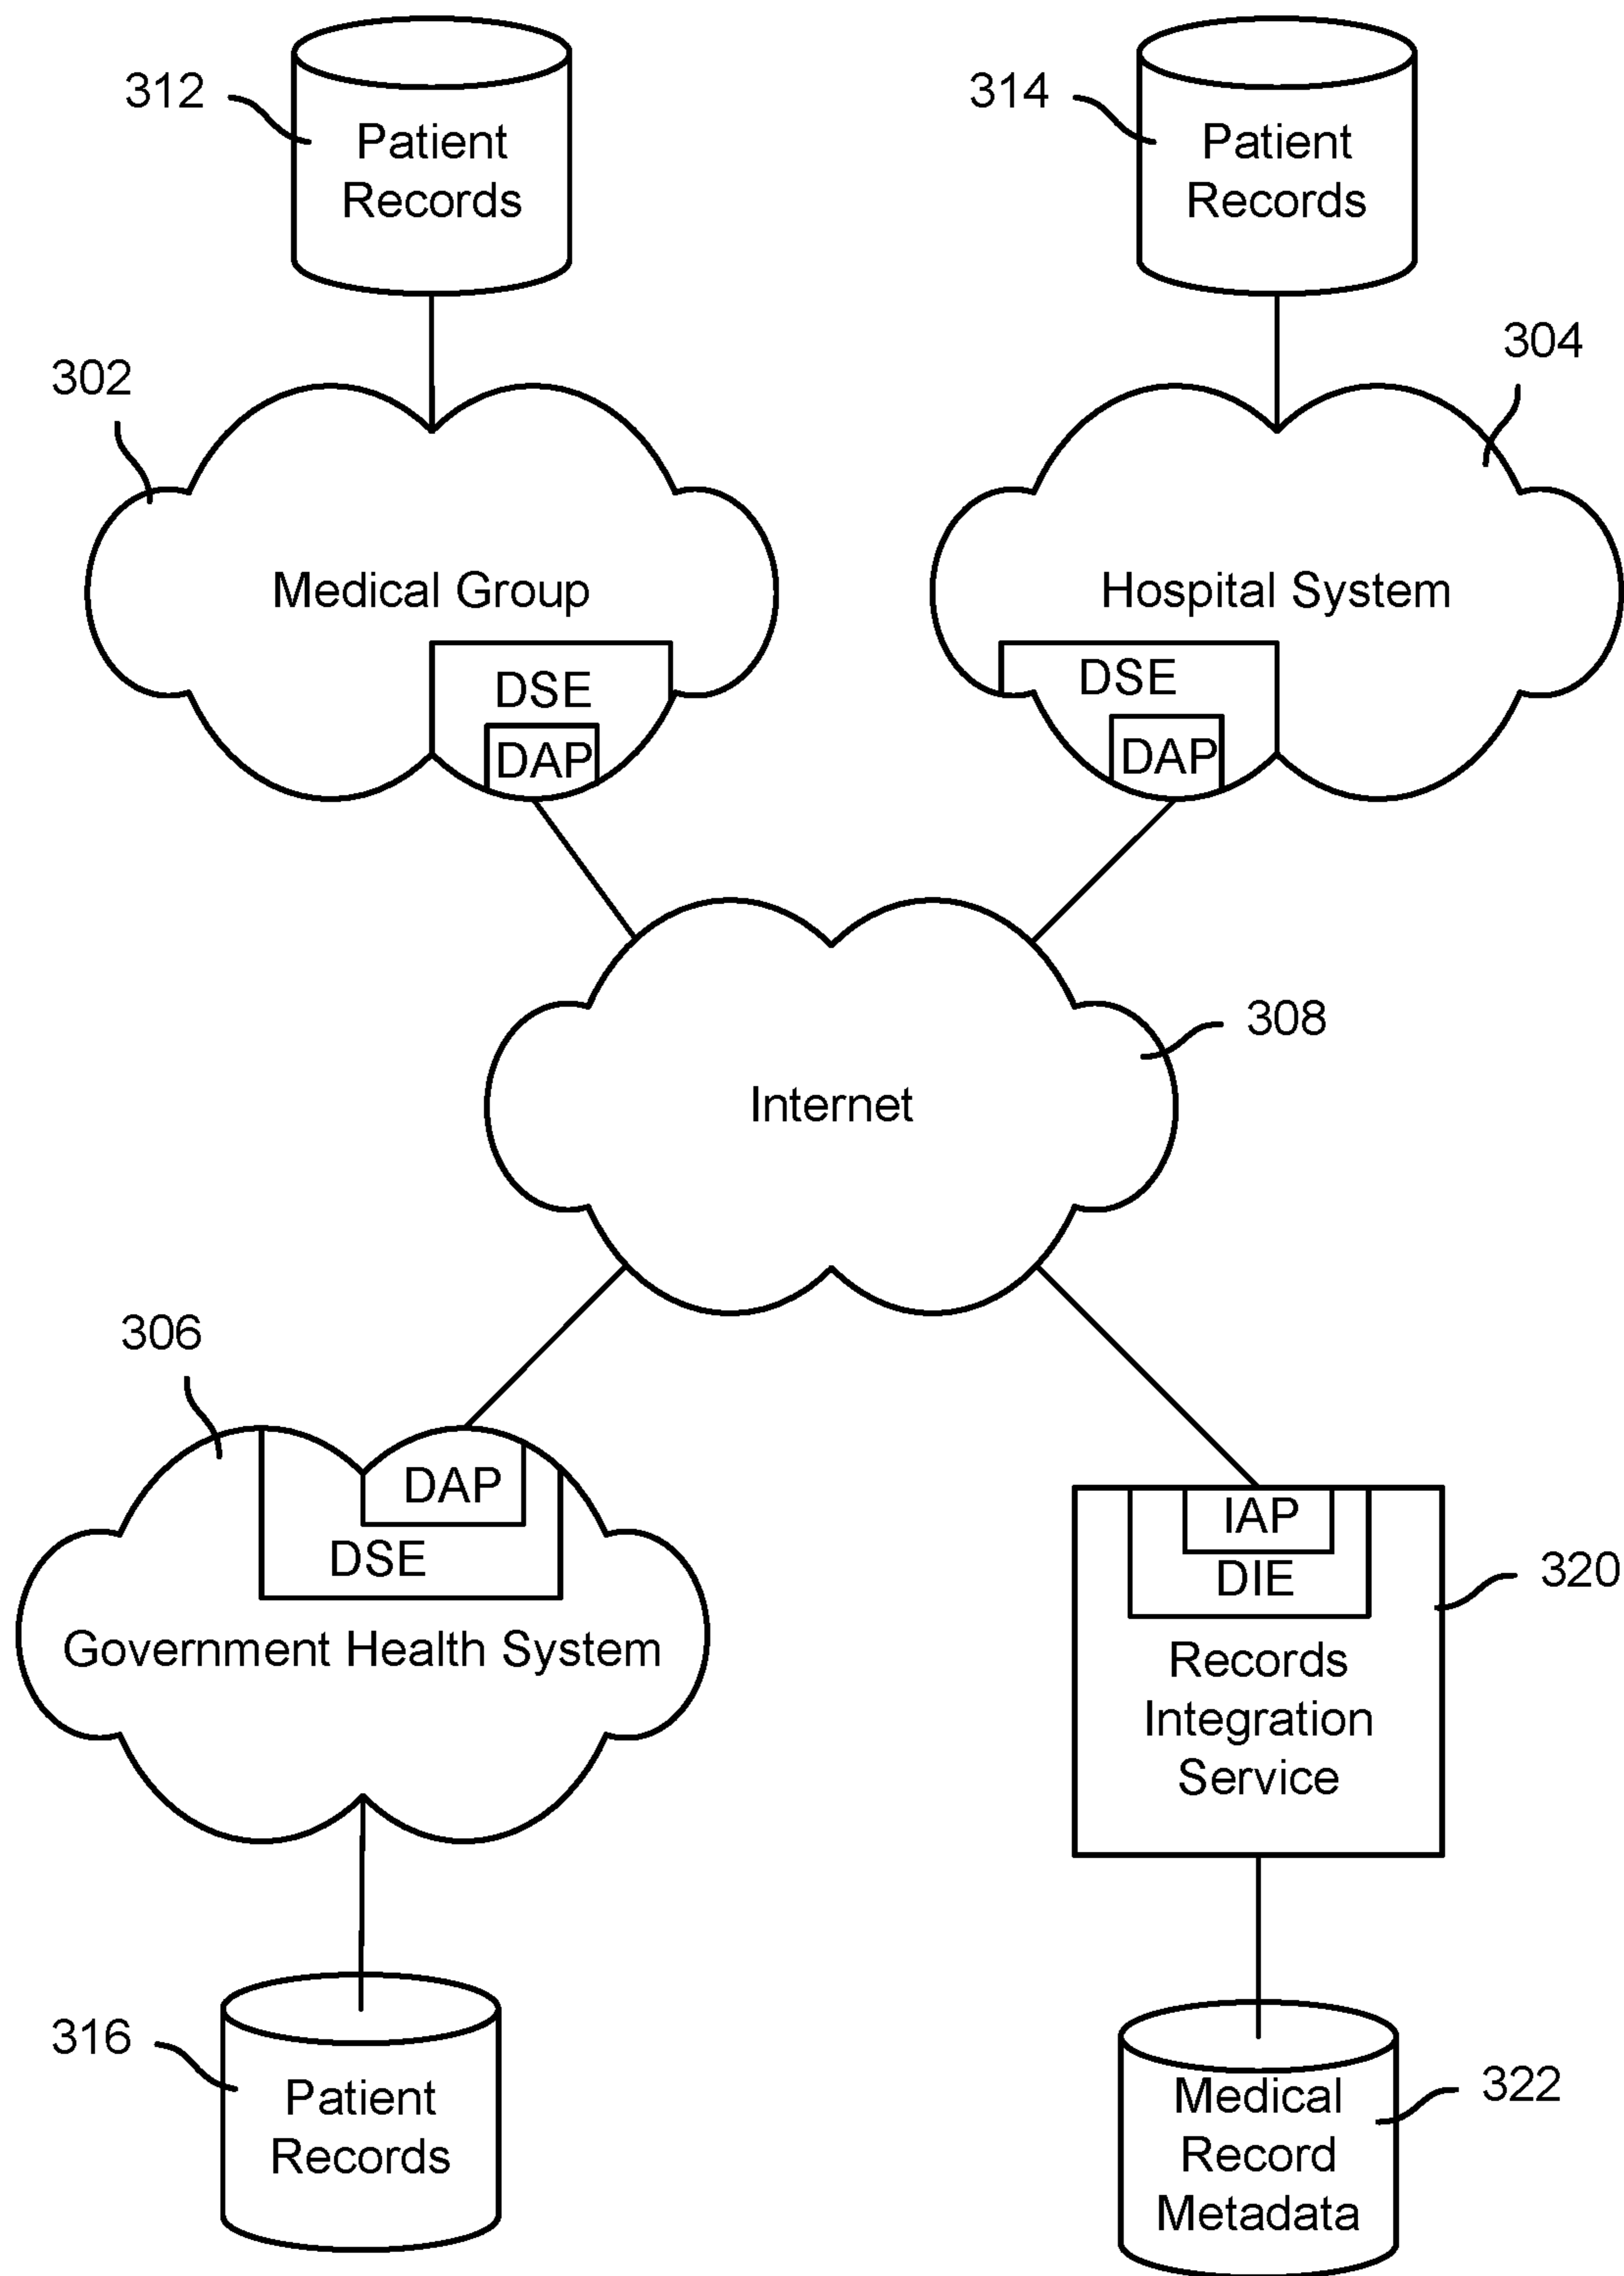 312
Patient
Records
314
Patient
Records
302
304
Medical Group
DSE
DAP
Hospital System
DSE
DAP
308
Internet
306
DAP
DSE
Government Health System
IAP
DIE
320
Records
Integration
Service
316
Patient
Records
322
Medical
Record
Metadata